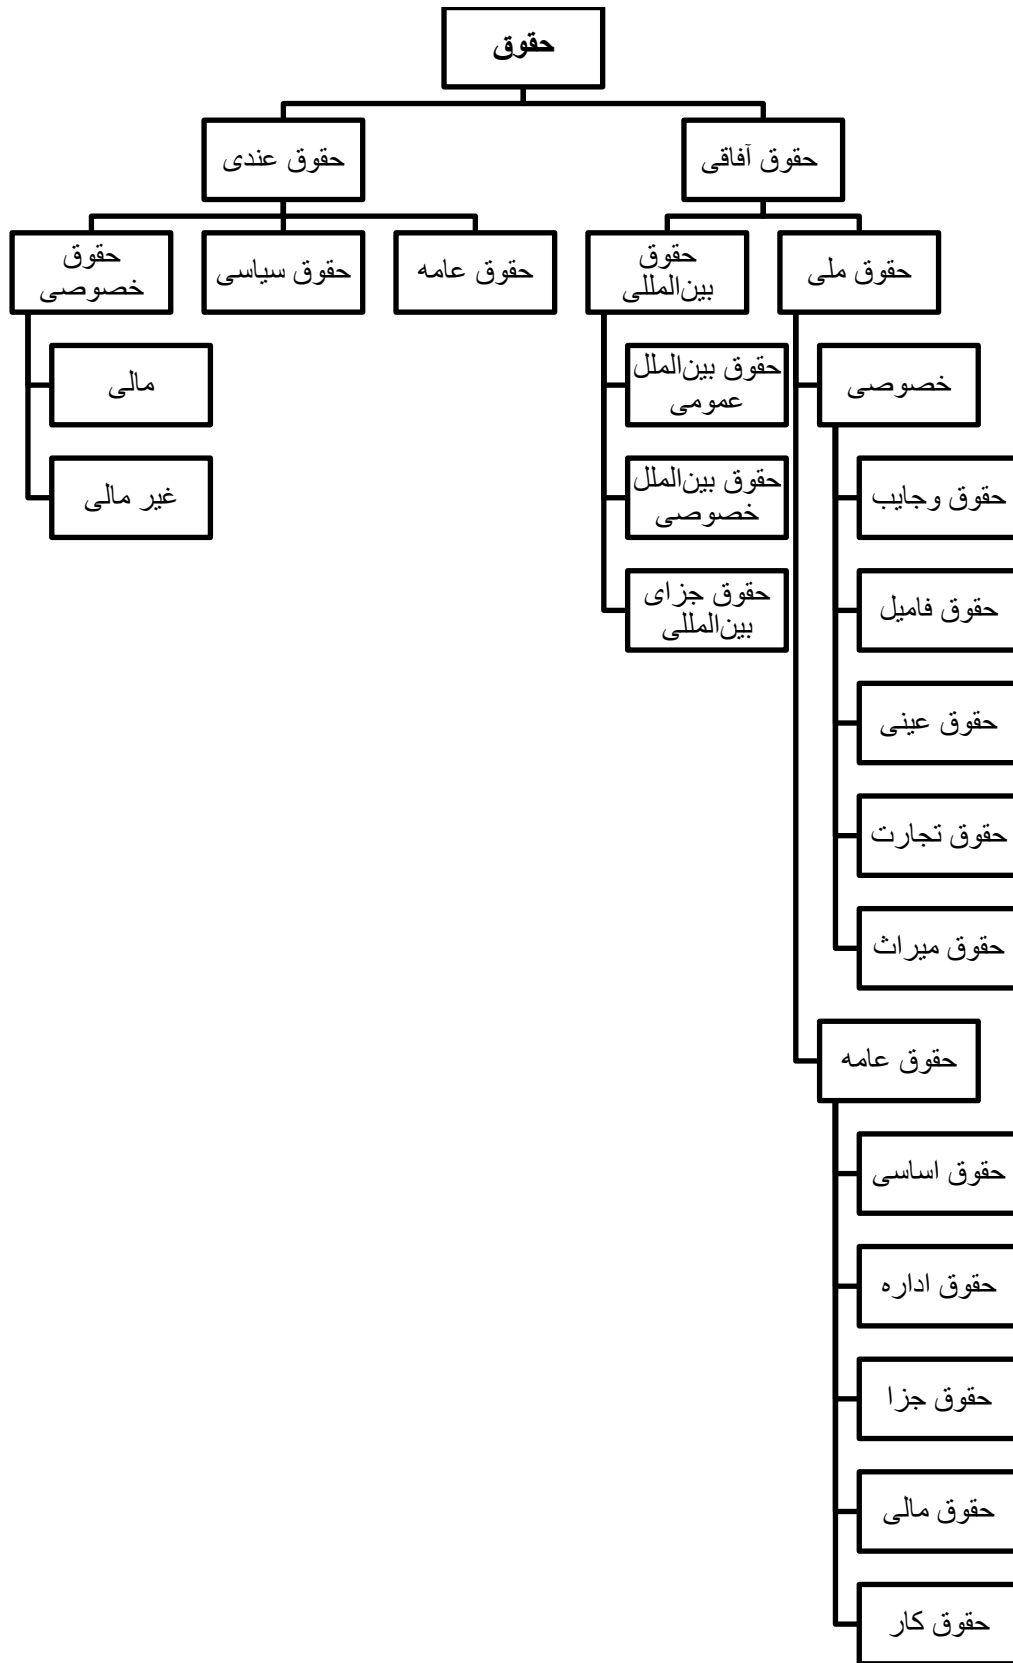 حقوق
حقوق آفاقی
حقوق عندی
حقوق ملی
حقوق
بین‌المللی
حقوق عامه
حقوق سیاسی
حقوق
خصوصی
خصوصی
حقوق بین‌الملل
عمومی
مالی
حقوق وجایب
حقوق بین‌الملل
خصوصی
غیر مالی
حقوق فامیل
حقوق جزای
بین‌المللی
حقوق عینی
حقوق تجارت
حقوق میراث
حقوق عامه
حقوق اساسی
حقوق اداره
حقوق جزا
حقوق مالی
حقوق کار